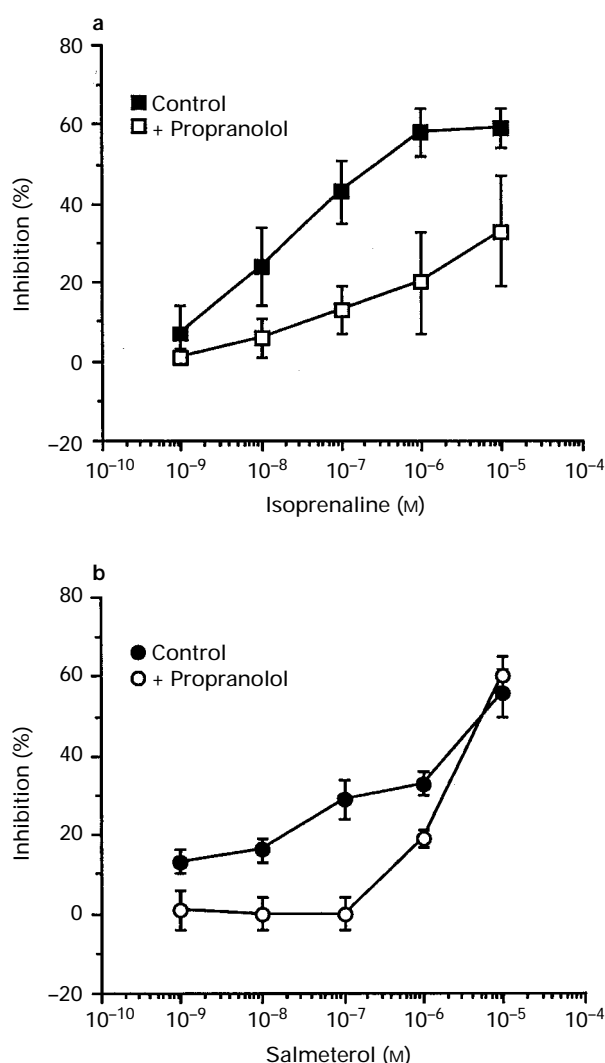 a
80
Control
+ Propranolol
60
40
20
0
–20
Inhibition (%)
10⁻¹⁰ 10⁻⁹ 10⁻⁸ 10⁻⁷ 10⁻⁶ 10⁻⁵ 10⁻⁴
Isoprenaline (M)
b
80
Control
+ Propranolol
60
40
20
0
–20
Inhibition (%)
10⁻¹⁰ 10⁻⁹ 10⁻⁸ 10⁻⁷ 10⁻⁶ 10⁻⁵ 10⁻⁴
Salmeterol (M)